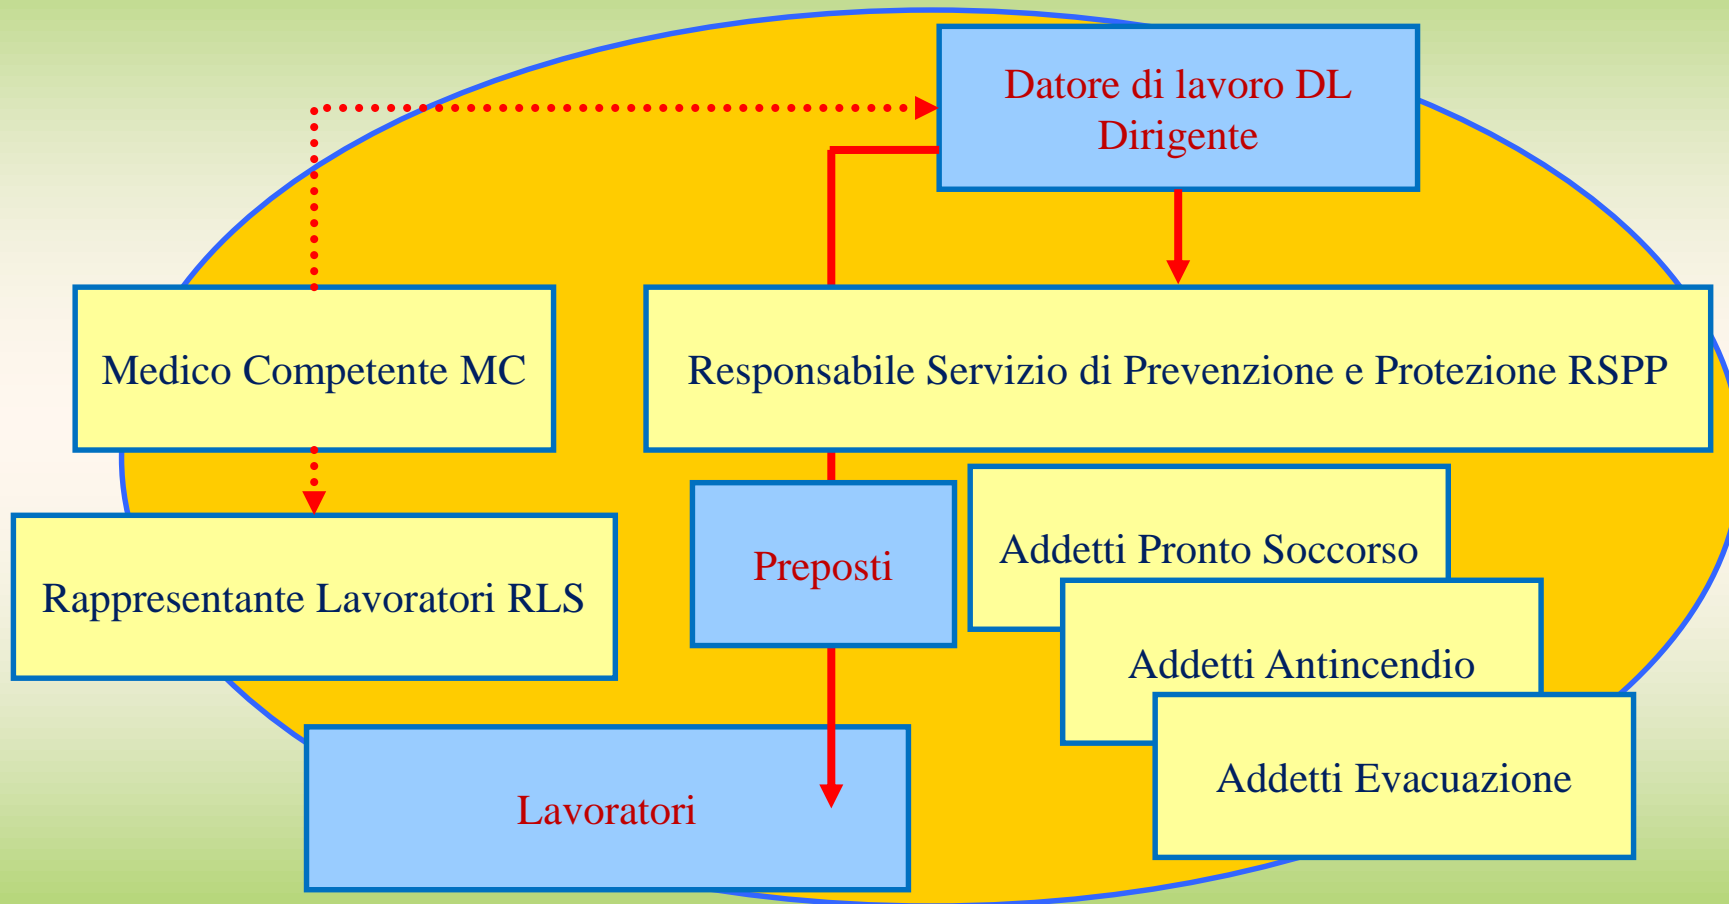 Datore di lavoro DL
Dirigente
Medico Competente MC
Responsabile Servizio di Prevenzione e Protezione RSPP
Rappresentante Lavoratori RLS
Preposti
Addetti Pronto Soccorso
Addetti Antincendio
Addetti Evacuazione
Lavoratori